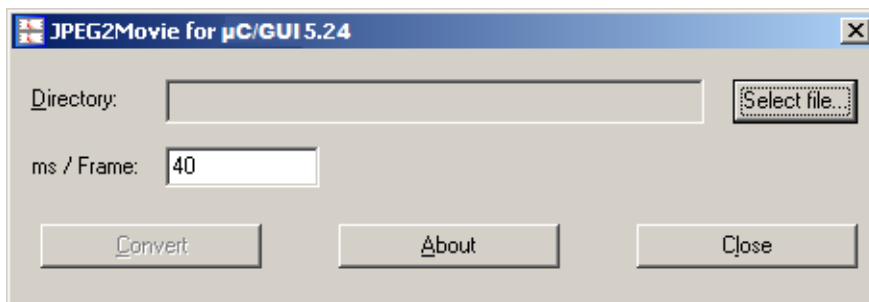 JPEG2Movie for µC/GUI 5.24
Directory: Select file...
ms / Frame: 40
Convert About Close